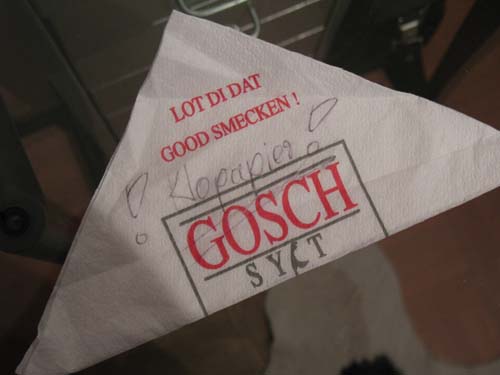 LOT DI DAT
GOOD SMECKEN !
! Klopapier !
GOSCH
SYLT